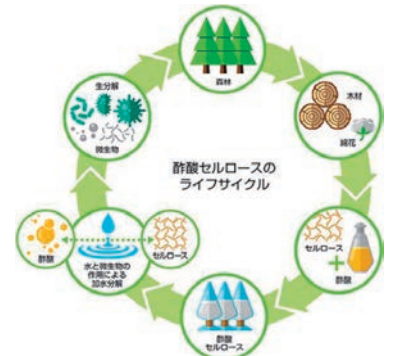 酢酸セルロースの
ライフサイクル
森林
木材
綿花
セルロース
+
酢酸
酢酸
セルロース
水と微生物の
作用による
加水分解
酢酸
セルロース
生分解
微生物